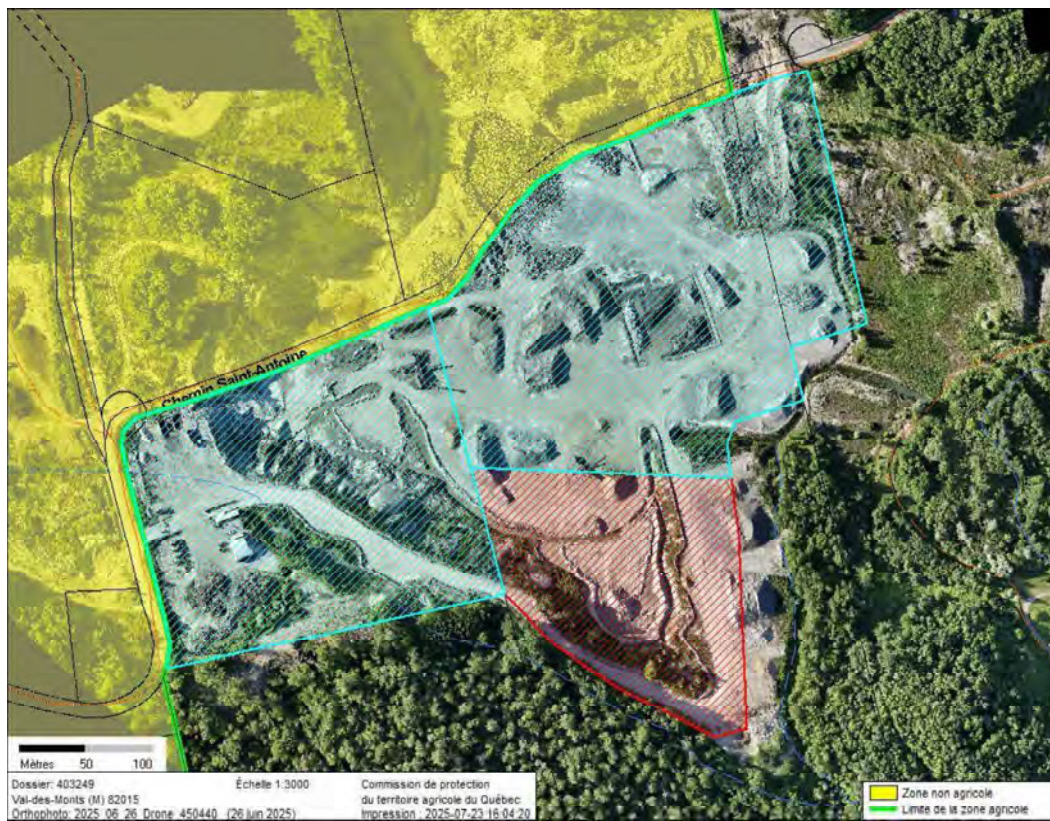 Chemin Saint-Antoine
Mètres 50 100
Dossier: 403249 Échelle 1:3000 Commission de protection
Val-des-Monts (M) 82015 du territoire agricole du Québec
Orthophoto: 2025_06_26_Drone_450440_ (26 juin 2025) Impression : 2025-07-23 16:04:20
Zone non agricole
Limite de la zone agricole